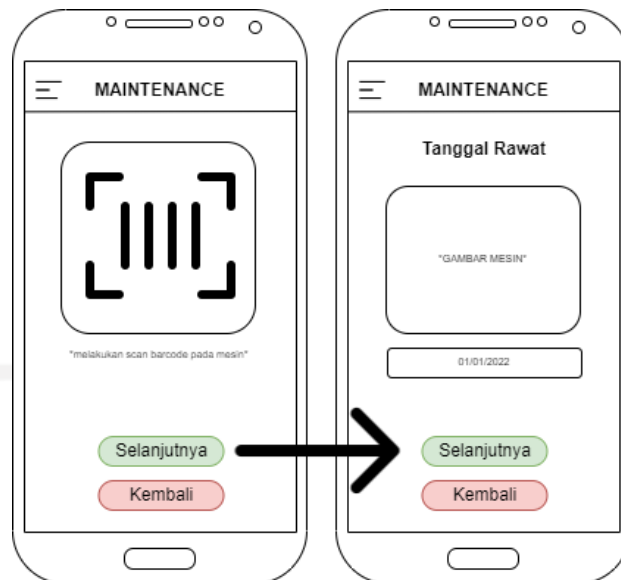 MAINTENANCE
*melakukan scan barcode pada mesin*
Selanjutnya
Kembali
MAINTENANCE
Tanggal Rawat
*GAMBAR MESIN*
01/01/2022
Selanjutnya
Kembali